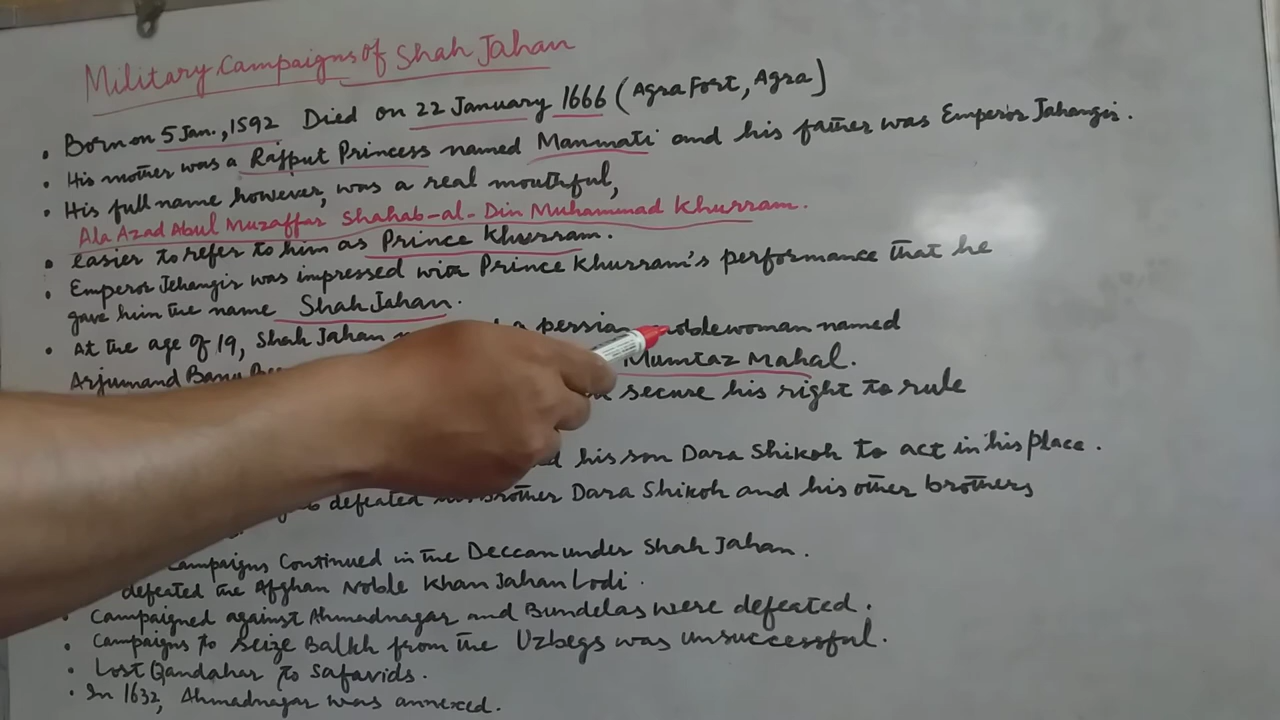 Military Campaigns of Shah Jahan
• Born on 5 Jan., 1592 Died on 22 January 1666 (Agra Fort, Agra)
• His mother was a Rajput Princess named Manmati and his father was Emperor Jahangir.
• His full name however, was a real mouthful,
Ala Azad Abul Muzaffar Shahab-al-Din Muhammad Khurram.
• easier to refer to him as Prince Khurram.
• Emperor Jehangir was impressed with Prince Khurram's performance that he
gave him the name Shah Jahan.
• At the age of 19, Shah Jahan a persian noblewoman named
Arjumand Banu Mumtaz Mahal.
secure his right to rule
his son Dara Shikoh to act in his place.
defeated his brother Dara Shikoh and his other brothers
Campaigns Continued in the Deccan under Shah Jahan.
defeated the Afghan Noble Khan Jahan Lodi.
• Campaigned against Ahmadnagar and Bundelas were defeated.
• Campaigns to seize Balkh from the Uzbegs was unsuccessful.
• Lost Qandahar to Safavids.
• In 1632, Ahmadnagar was annexed.